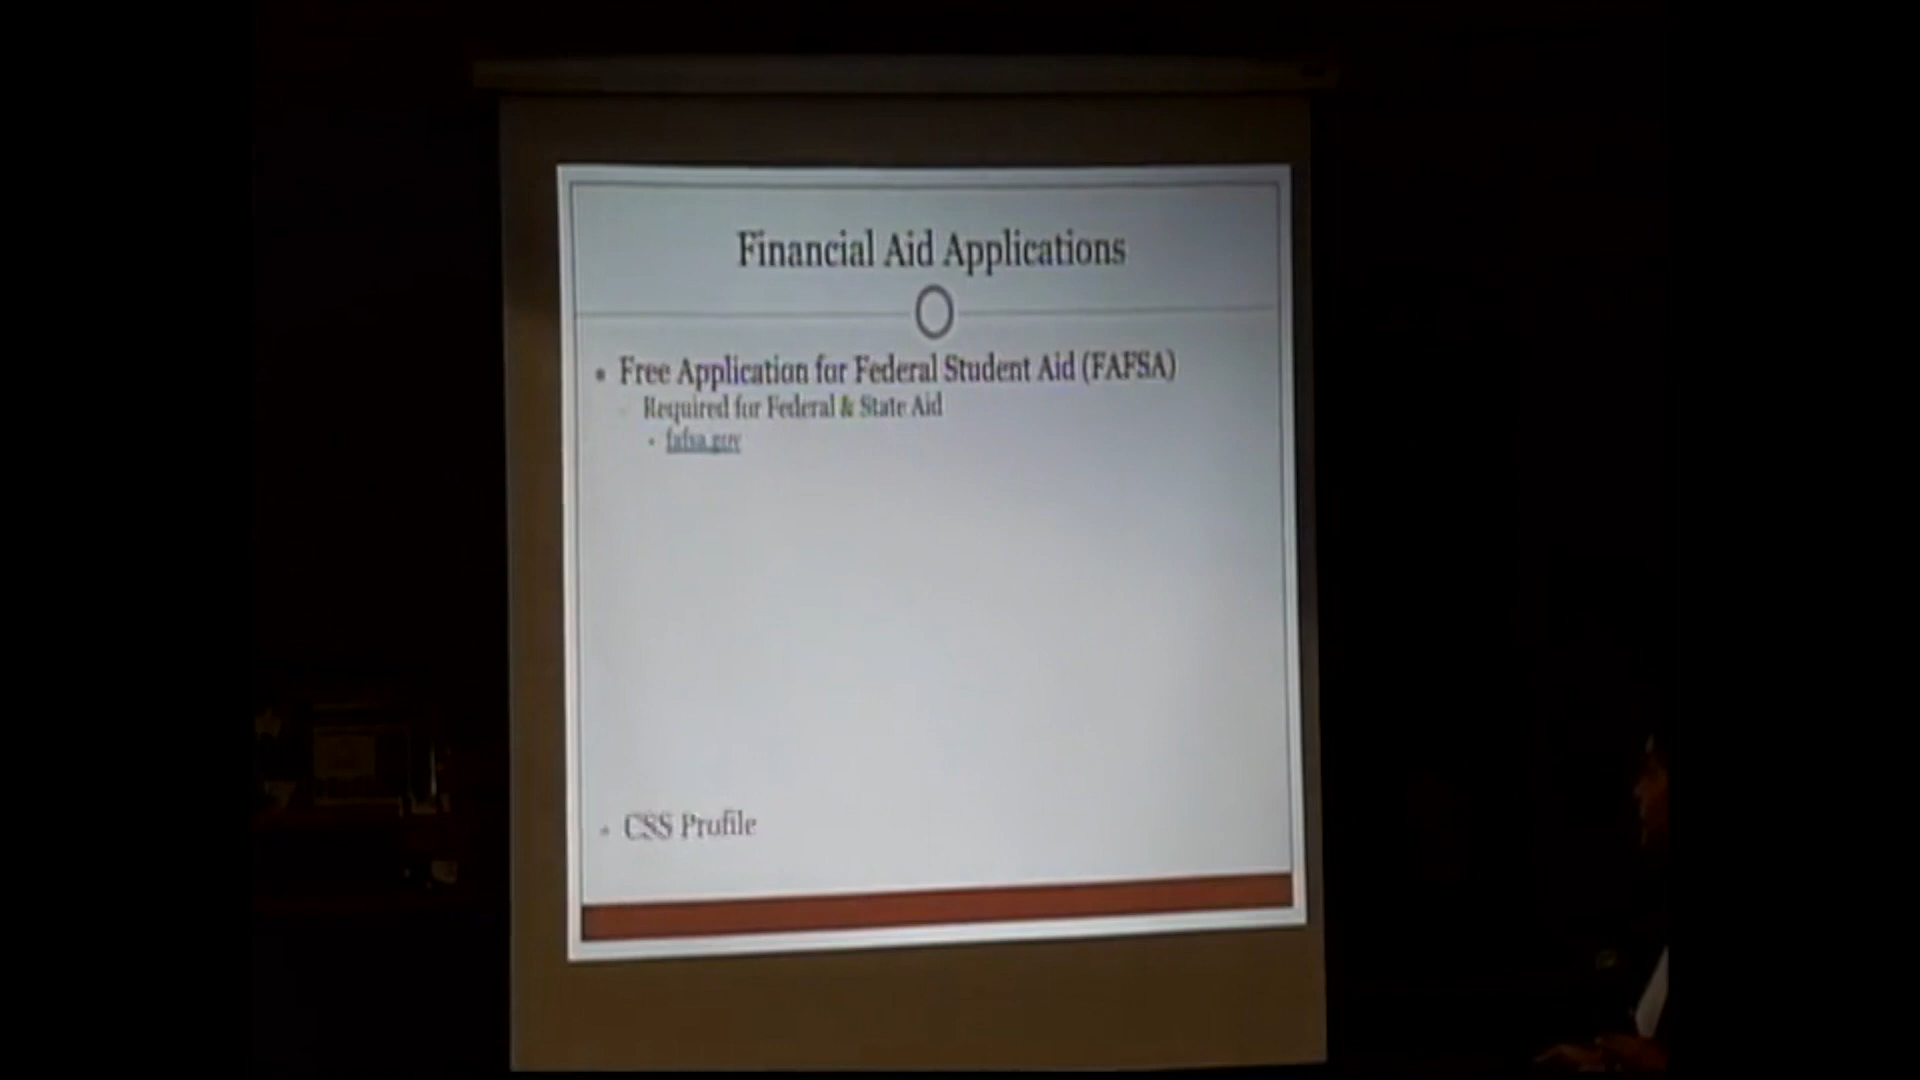 Financial Aid Applications
Free Application for Federal Student Aid (FAFSA)
Required for Federal & State Aid
fafsa.gov
CSS Profile